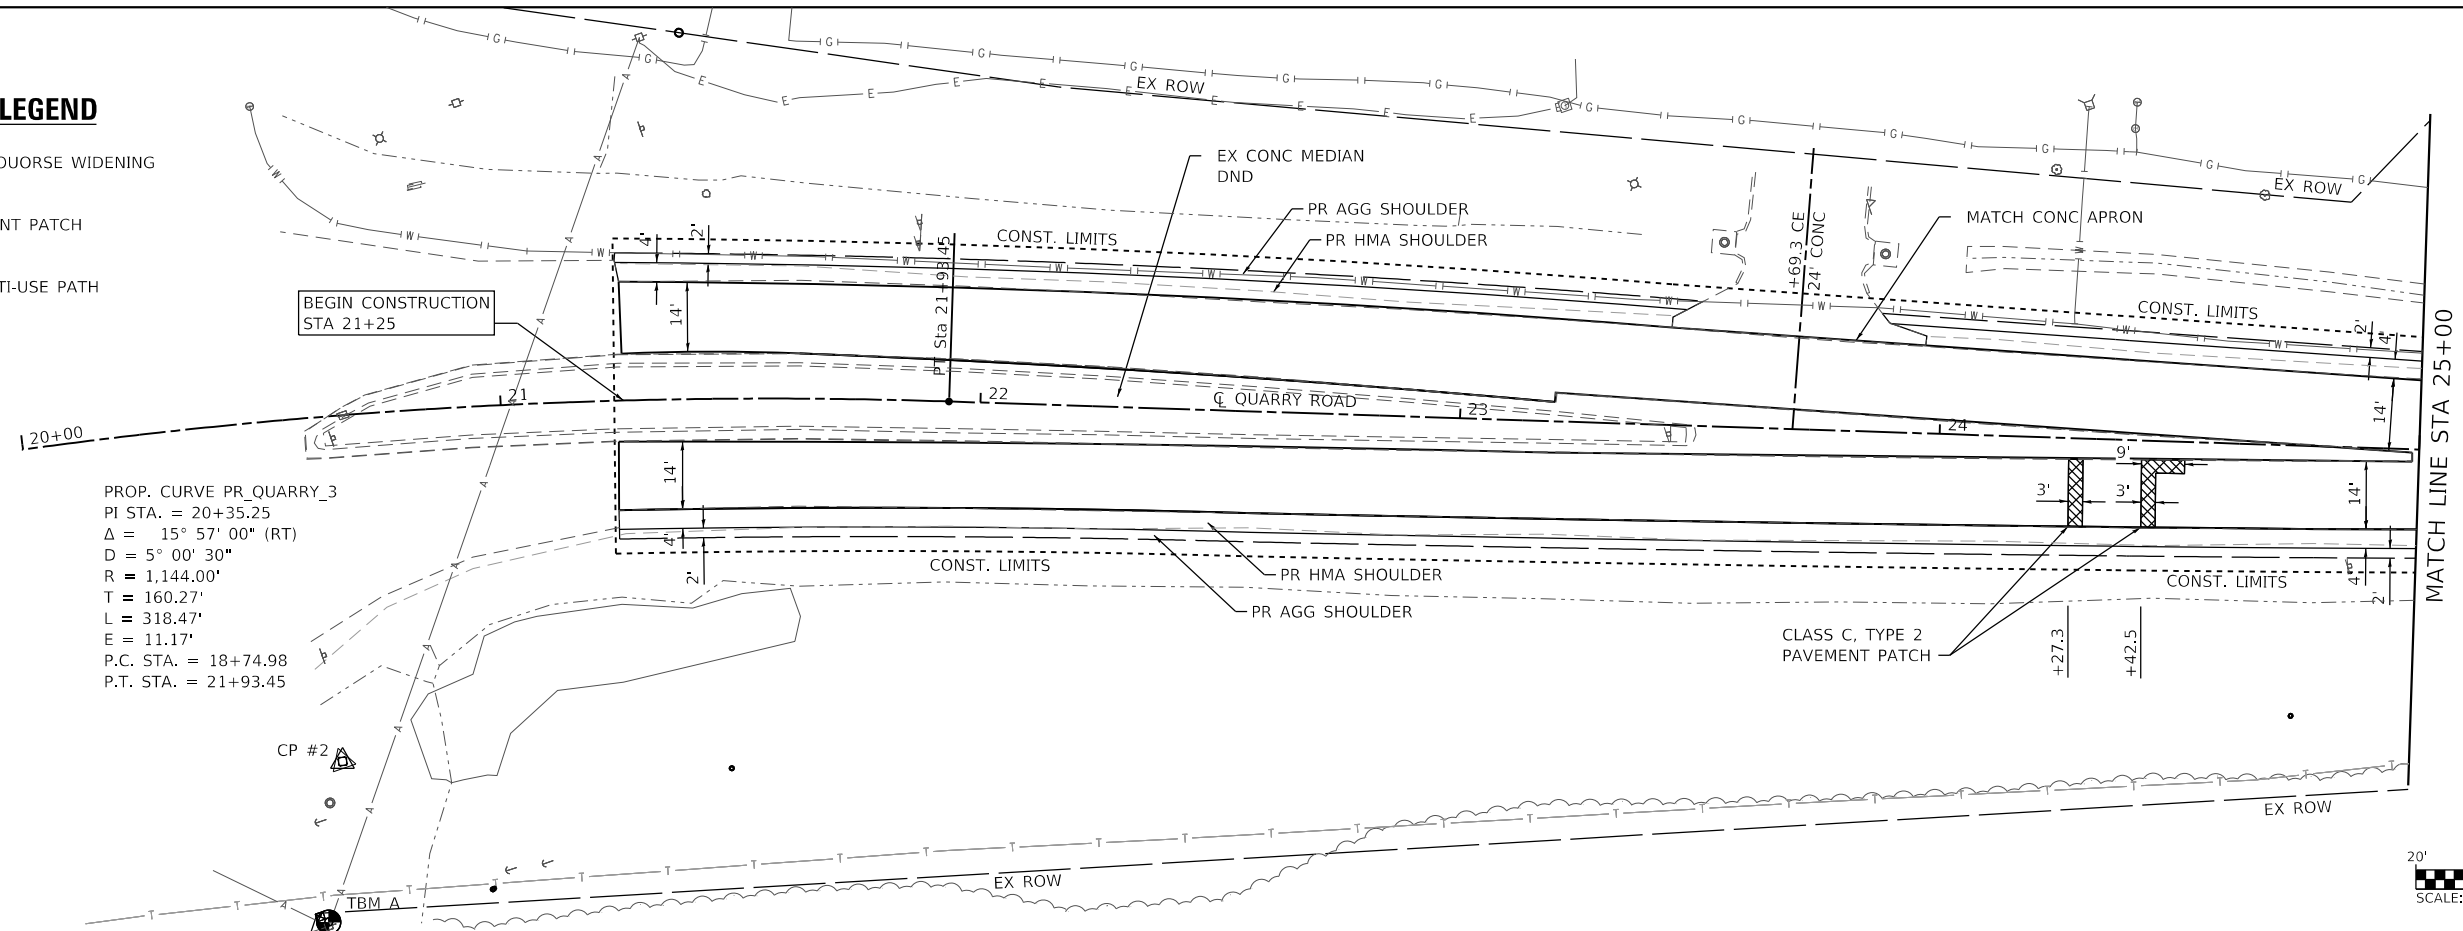 LEGEND
OUORSE WIDENING
NT PATCH
TI-USE PATH
EX ROW
EX CONC MEDIAN
DND
PR AGG SHOULDER
PR HMA SHOULDER
CONST. LIMITS
4'
2'
14'
PT Sta 21+93.45
+69.3 CE
24' CONC
MATCH CONC APRON
EX ROW
CONST. LIMITS
2'
4'
14'
BEGIN CONSTRUCTION
STA 21+25
20+00
21
22
℄ QUARRY ROAD
23
24
MATCH LINE STA 25+00
PROP. CURVE PR_QUARRY_3
PI STA. = 20+35.25
Δ = 15° 57' 00" (RT)
D = 5° 00' 30"
R = 1,144.00'
T = 160.27'
L = 318.47'
E = 11.17'
P.C. STA. = 18+74.98
P.T. STA. = 21+93.45
14'
4'
2'
CONST. LIMITS
PR HMA SHOULDER
PR AGG SHOULDER
3'
9'
3'
14'
4'
2'
CONST. LIMITS
CLASS C, TYPE 2
PAVEMENT PATCH
+27.3
+42.5
CP #2
TBM A
EX ROW
EX ROW
20'
SCALE:
G G G G G G G G G G G G G
E E E E E E E E E E
W W W W W W W W W W W W W W W
A A A A A A A A A
T T T T T T T T T T T T T T T T T T T T T T T T T T